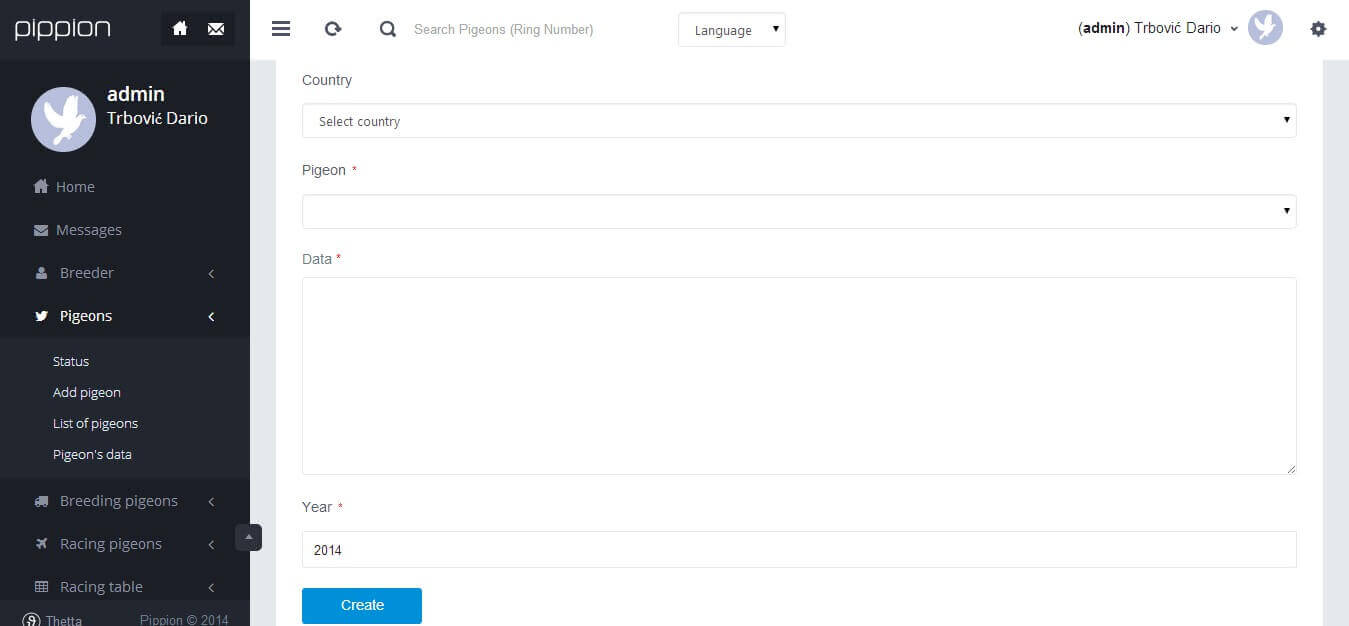 pippion
Search Pigeons (Ring Number)
Language
(admin) Trbović Dario
admin
Trbović Dario
Home
Messages
Breeder
Pigeons
Status
Add pigeon
List of pigeons
Pigeon's data
Breeding pigeons
Racing pigeons
Racing table
Thetta
Pippion © 2014
Country
Select country
Pigeon *
Data *
Year *
2014
Create